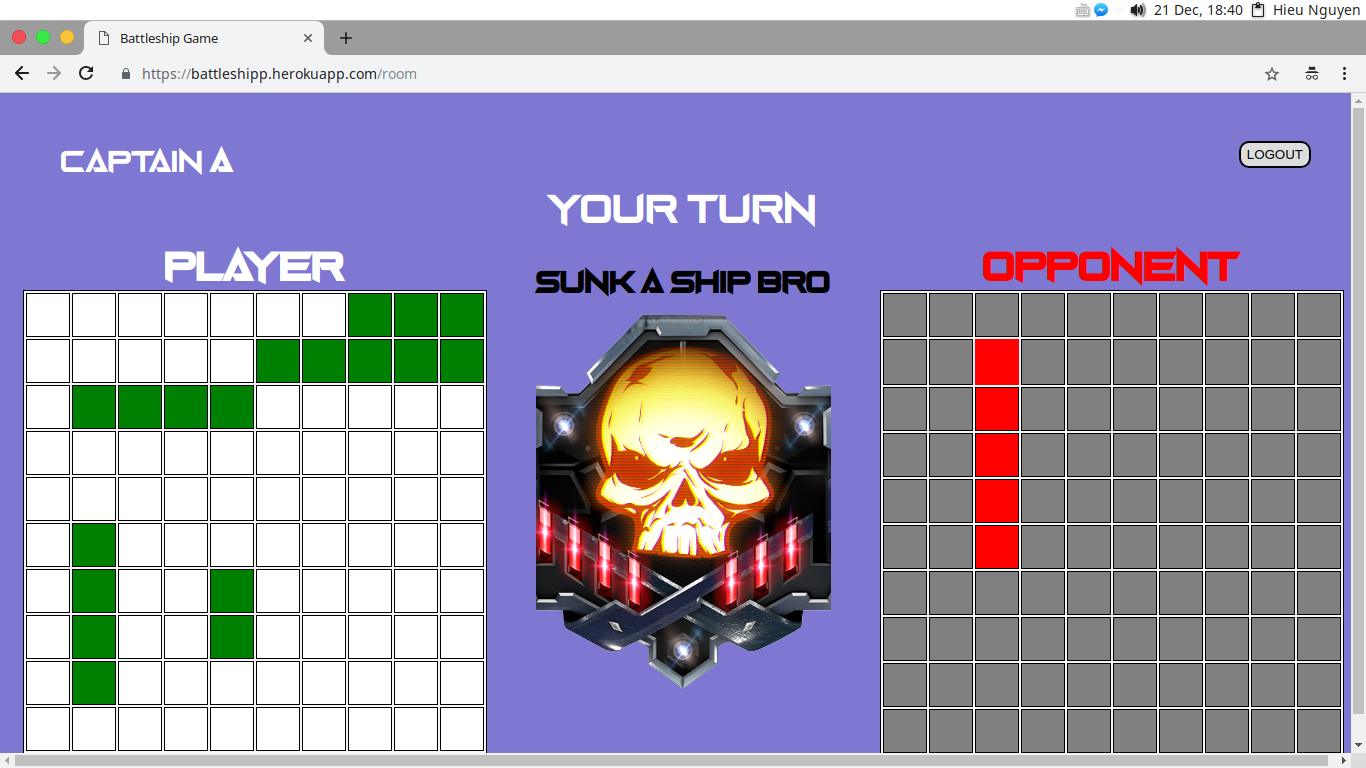 21 Dec, 18:40 Hieu Nguyen
Battleship Game
https://battleshipp.herokuapp.com/room
CAPTAIN A
LOGOUT
YOUR TURN
PLAYER
SUNK A SHIP BRO
OPPONENT